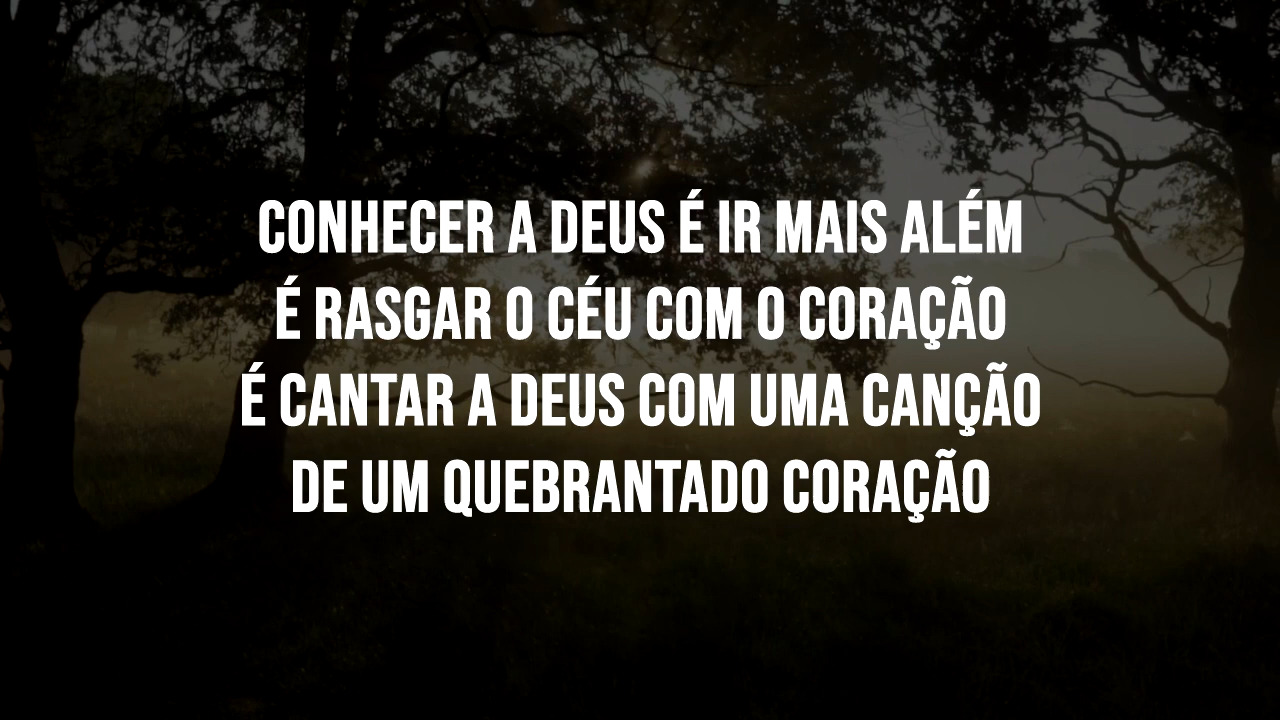 CONHECER A DEUS É IR MAIS ALÉM
É RASGAR O CÉU COM O CORAÇÃO
É CANTAR A DEUS COM UMA CANÇÃO
DE UM QUEBRANTADO CORAÇÃO